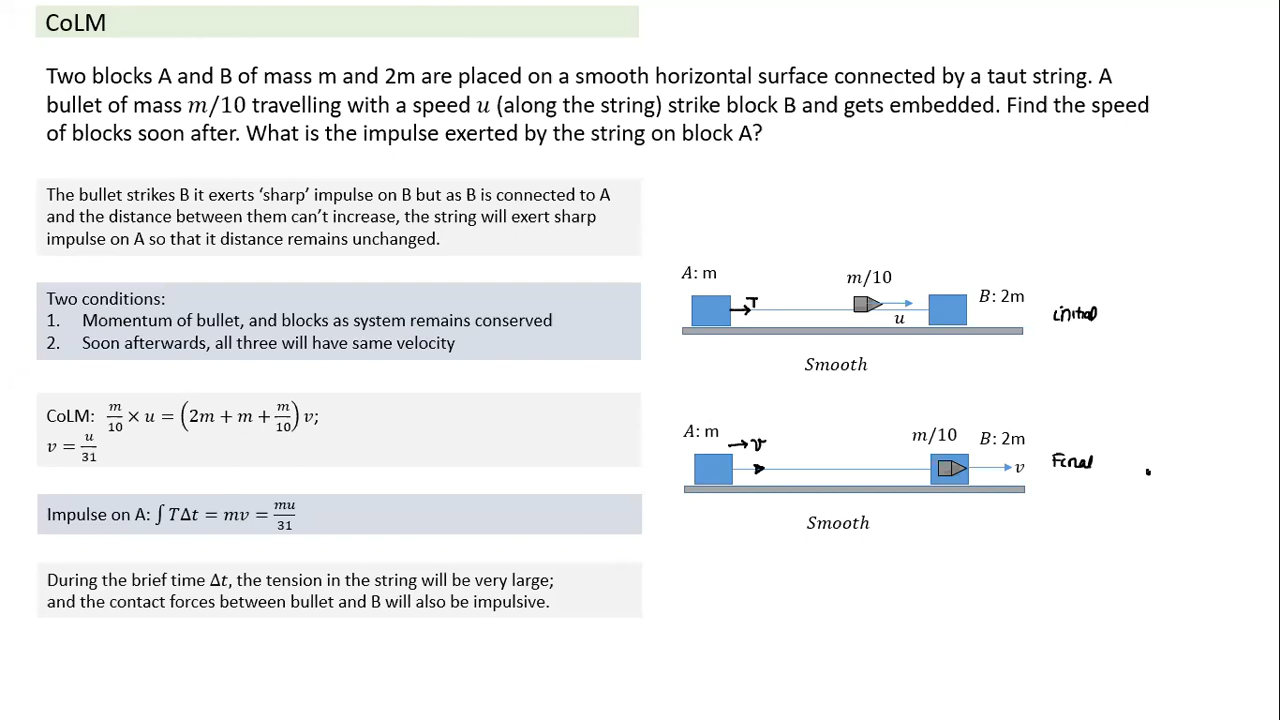 CoLM
Two blocks A and B of mass m and 2m are placed on a smooth horizontal surface connected by a taut string. A
bullet of mass m/10 travelling with a speed u (along the string) strike block B and gets embedded. Find the speed
of blocks soon after. What is the impulse exerted by the string on block A?
The bullet strikes B it exerts ‘sharp’ impulse on B but as B is connected to A
and the distance between them can’t increase, the string will exert sharp
impulse on A so that it distance remains unchanged.
Two conditions:
1. Momentum of bullet, and blocks as system remains conserved
2. Soon afterwards, all three will have same velocity
CoLM: m/10 × u = (2m + m + m/10) v;
v = u/31
Impulse on A: ∫ TΔt = mv = mu/31
During the brief time Δt, the tension in the string will be very large;
and the contact forces between bullet and B will also be impulsive.
A: m
m/10
B: 2m
T
u
initial
Smooth
A: m
v
m/10
B: 2m
v
Final
Smooth